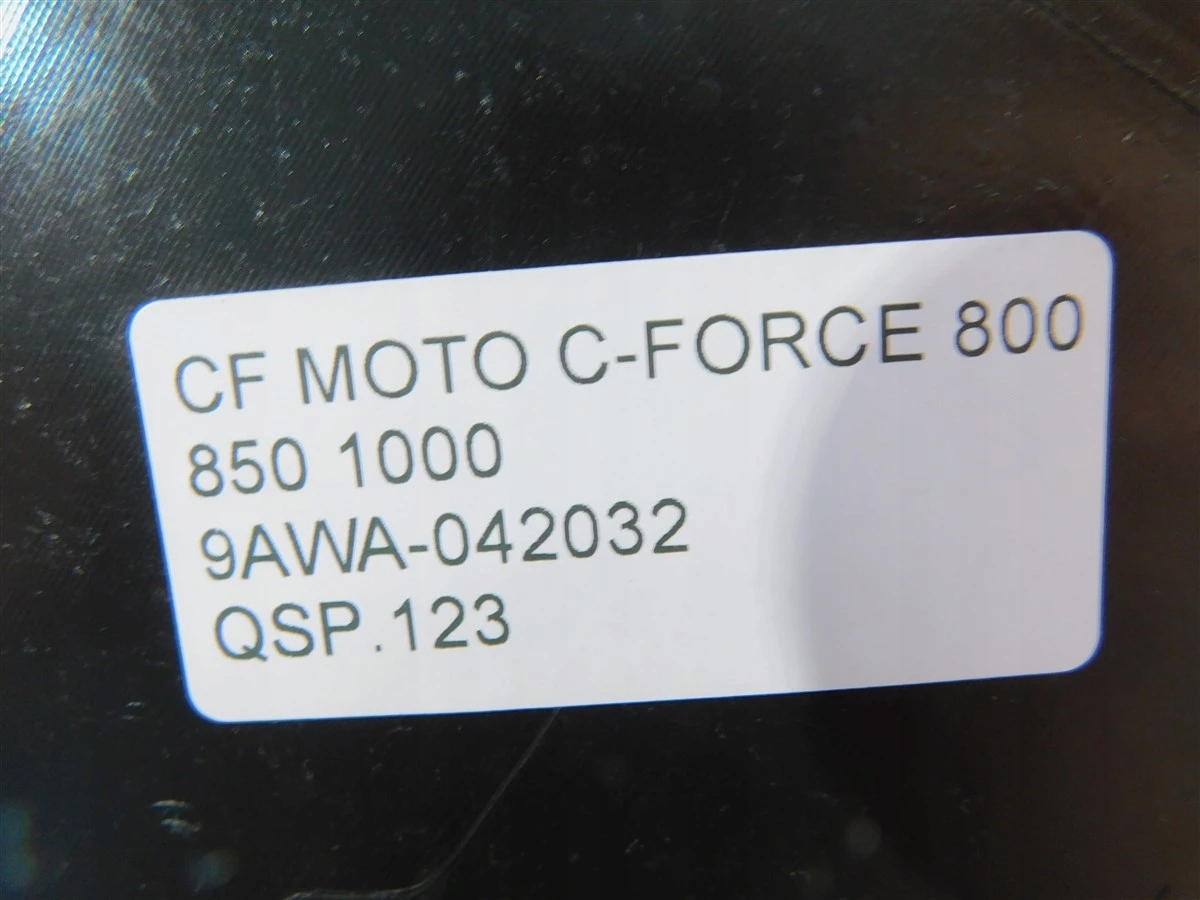 CF MOTO C-FORCE 800
850 1000
9AWA-042032
QSP.123